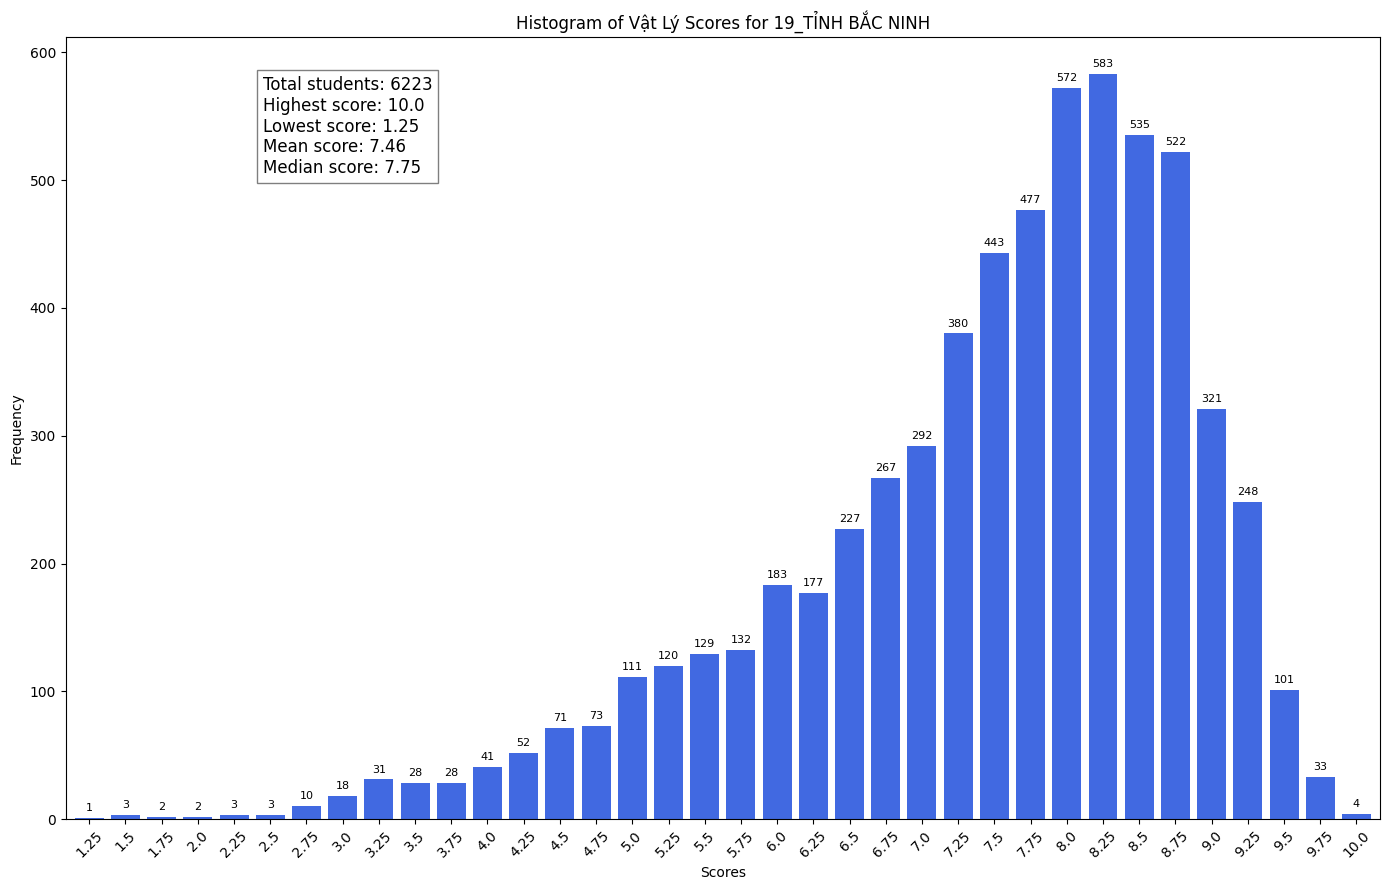 Histogram of Vật Lý Scores for 19_TỈNH BẮC NINH
Total students: 6223
Highest score: 10.0
Lowest score: 1.25
Mean score: 7.46
Median score: 7.75
Frequency
600
500
400
300
200
100
0
1 3 2 2 3 3 10 18 31 28 28 41 52 71 73 111 120 129 132 183 177 227 267 292 380 443 477 572 583 535 522 321 248 101 33 4
1.25 1.5 1.75 2.0 2.25 2.5 2.75 3.0 3.25 3.5 3.75 4.0 4.25 4.5 4.75 5.0 5.25 5.5 5.75 6.0 6.25 6.5 6.75 7.0 7.25 7.5 7.75 8.0 8.25 8.5 8.75 9.0 9.25 9.5 9.75 10.0
Scores